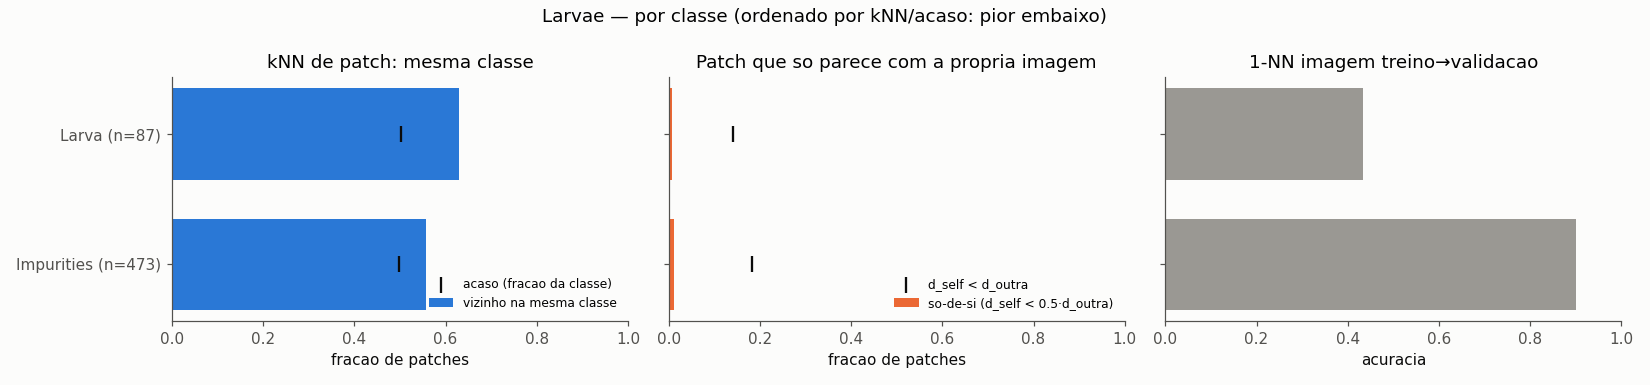 Larvae — por classe (ordenado por kNN/acaso: pior embaixo)
kNN de patch: mesma classe
Larva (n=87)
Impurities (n=473)
acaso (fracao da classe)
vizinho na mesma classe
0.0 0.2 0.4 0.6 0.8 1.0
fracao de patches
Patch que so parece com a propria imagem
d_self < d_outra
so-de-si (d_self < 0.5·d_outra)
0.0 0.2 0.4 0.6 0.8 1.0
fracao de patches
1-NN imagem treino→validacao
0.0 0.2 0.4 0.6 0.8 1.0
acuracia